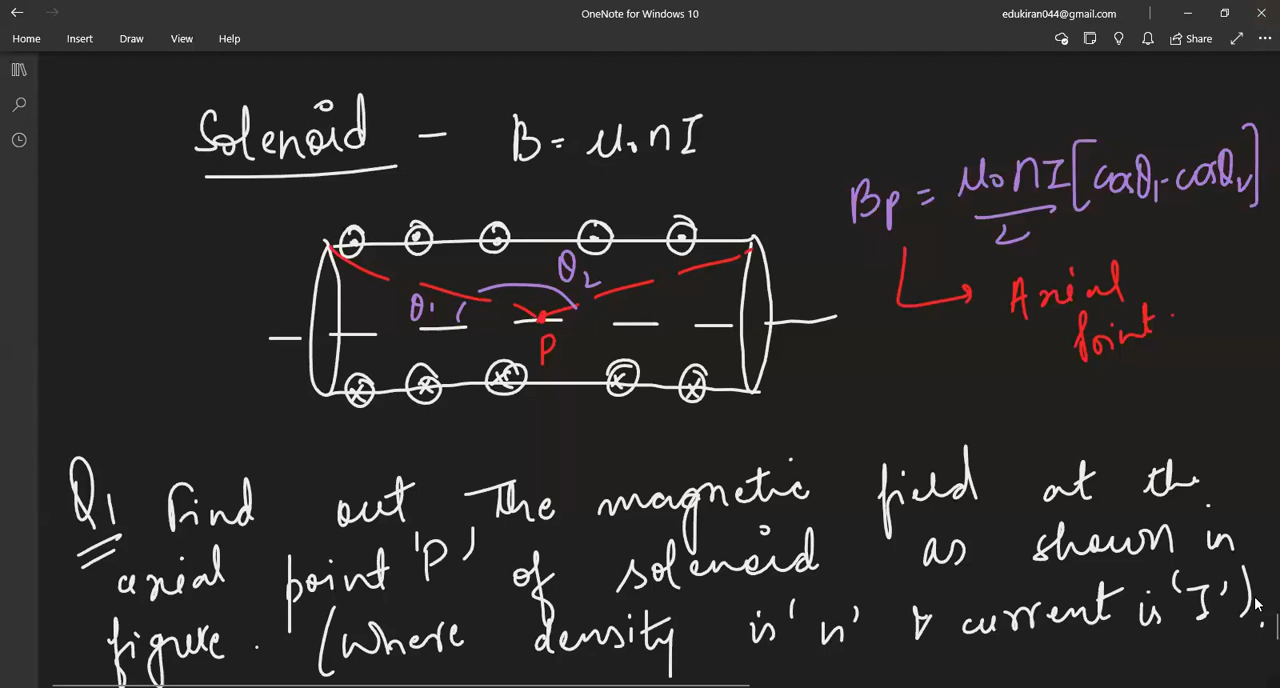 OneNote for Windows 10
edukiran044@gmail.com
Home Insert Draw View Help
Share
Solenoid - B = μ₀nI
Bp = μ₀nI/2 [cosθ₁ - cosθ₂]
Axial
point.
θ₁
θ₂
P
Q1 Find out the magnetic field at the
axial point 'P' of solenoid as shown in
figure. (Where density is 'n' & current is 'I').